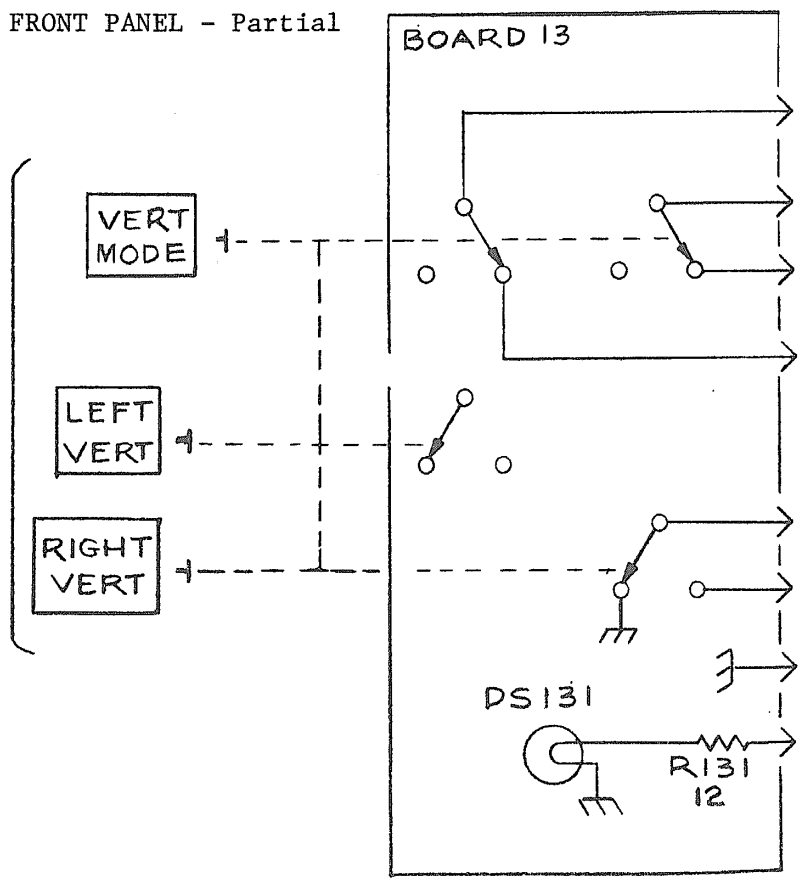 FRONT PANEL - Partial
BOARD 13
VERT
MODE
LEFT
VERT
RIGHT
VERT
DS131
R131
12